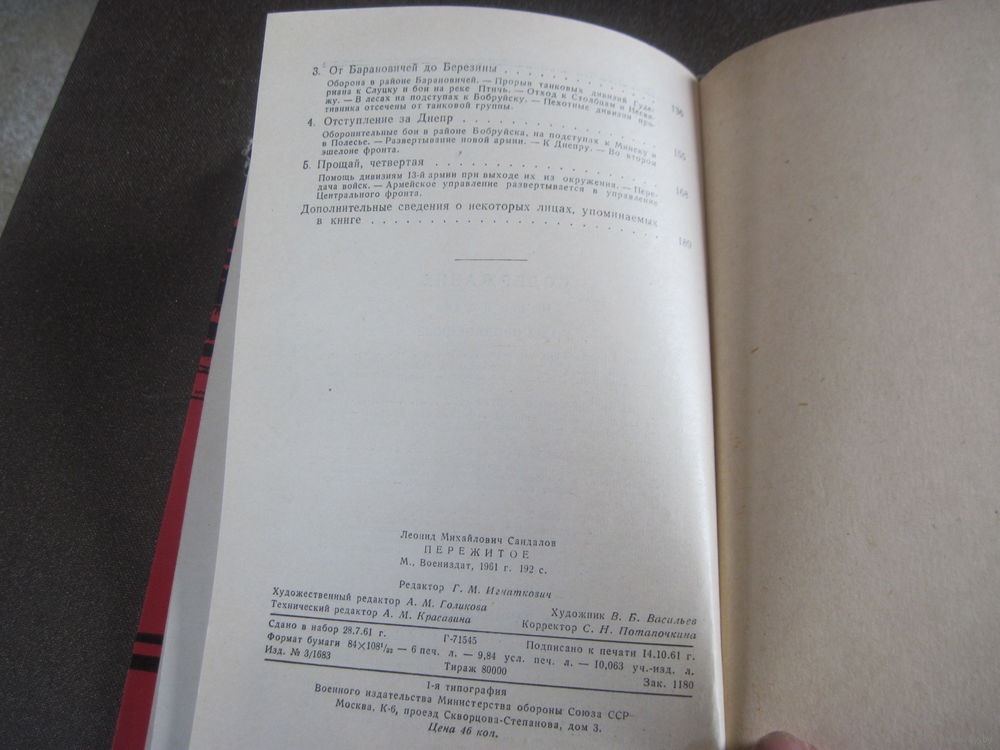 3. От Барановичей до Березины . . . . . . . . . . . 136
Оборона в районе Барановичей. — Прорыв танковых дивизий Гуде-
риана к Слуцку и бои на реке Птичь. — Отход к Столбцам и Несви-
жу. — В лесах на подступах к Бобруйску. — Пехотные дивизии про-
тивника отсечены от танковой группы.
4. Отступление за Днепр . . . . . . . . . . . . 155
Оборонительные бои в районе Бобруйска, на подступах к Минску и
в Полесье. — Развертывание новой армии. — К Днепру. — Во втором
эшелоне фронта.
5. Прощай, четвертая . . . . . . . . . . . . . 168
Помощь дивизиям 13-й армии при выходе их из окружения. — Пере-
дача войск. — Армейское управление развертывается в управление
Центрального фронта.
Дополнительные сведения о некоторых лицах, упоминаемых
в книге . . . . . . . . . . . . . . . . . 189
Леонид Михайлович Сандалов
ПЕРЕЖИТОЕ
М., Воениздат, 1961 г. 192 с.
Редактор Г. М. Игнаткович
Художественный редактор А. М. Голикова Художник В. Б. Васильев
Технический редактор А. М. Красавина Корректор С. Н. Потапочкина
Сдано в набор 28.7.61 г. Г-71545 Подписано к печати 14.10.61 г.
Формат бумаги 84×108¹/₃₂ — 6 печ. л. — 9,84 усл. печ. л. — 10,063 уч.-изд. л.
Изд. № 3/1683 Тираж 80000 Зак. 1180
1-я типография
Военного издательства Министерства обороны Союза ССР
Москва, К-6, проезд Скворцова-Степанова, дом 3.
Цена 46 коп.